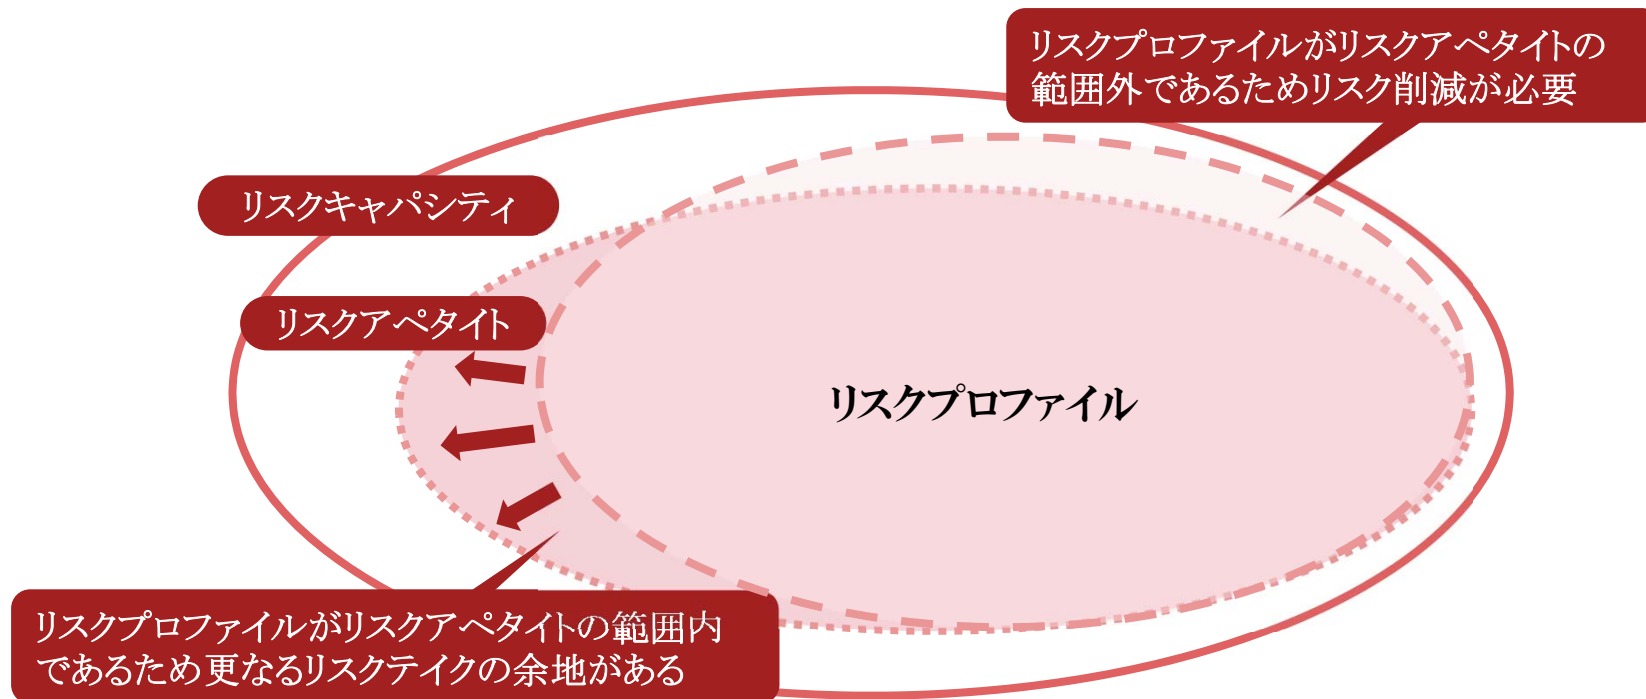 リスクプロファイルがリスクアペタイトの
範囲外であるためリスク削減が必要
リスクキャパシティ
リスクアペタイト
リスクプロファイル
リスクプロファイルがリスクアペタイトの範囲内
であるため更なるリスクテイクの余地がある